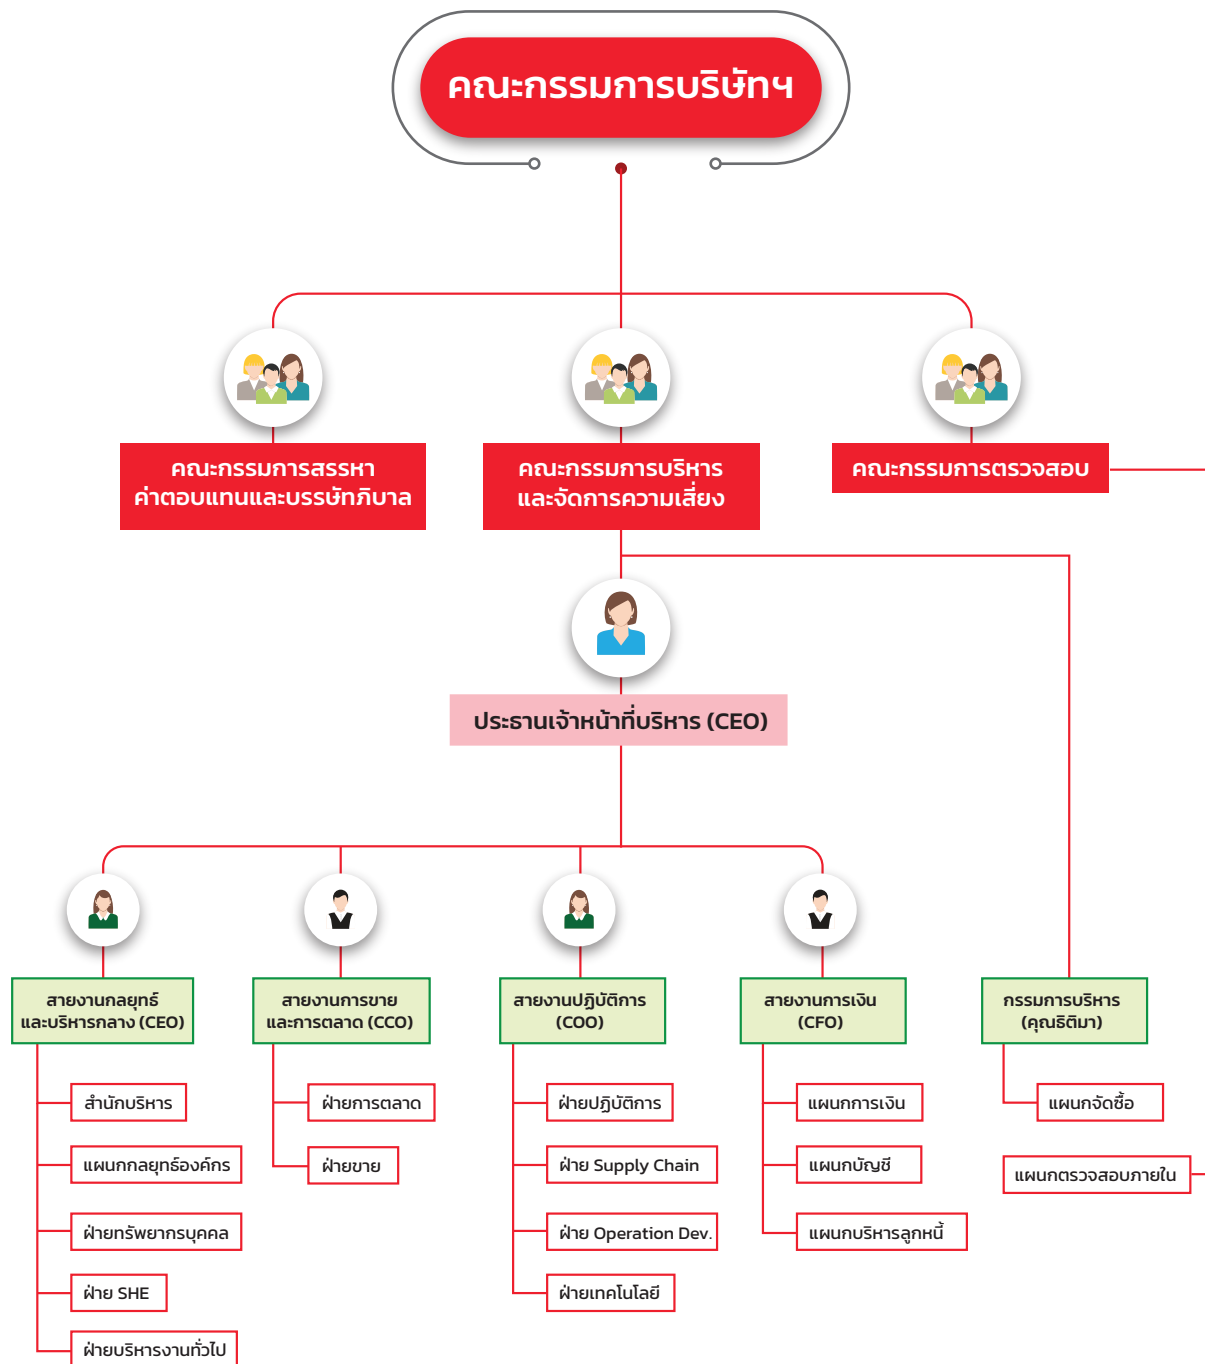 คณะกรรมการบริษัทฯ
คณะกรรมการสรรหา
ค่าตอบแทนและบรรษัทภิบาล
คณะกรรมการบริหาร
และจัดการความเสี่ยง
คณะกรรมการตรวจสอบ
ประธานเจ้าหน้าที่บริหาร (CEO)
สายงานกลยุทธ์
และบริหารกลาง (CEO)
สำนักบริหาร
แผนกกลยุทธ์องค์กร
ฝ่ายทรัพยากรบุคคล
ฝ่าย SHE
ฝ่ายบริหารงานทั่วไป
สายงานการขาย
และการตลาด (CCO)
ฝ่ายการตลาด
ฝ่ายขาย
สายงานปฏิบัติการ
(COO)
ฝ่ายปฏิบัติการ
ฝ่าย Supply Chain
ฝ่าย Operation Dev.
ฝ่ายเทคโนโลยี
สายงานการเงิน
(CFO)
แผนกการเงิน
แผนกบัญชี
แผนกบริหารลูกหนี้
กรรมการบริหาร
(คุณธิติมา)
แผนกจัดซื้อ
แผนกตรวจสอบภายใน